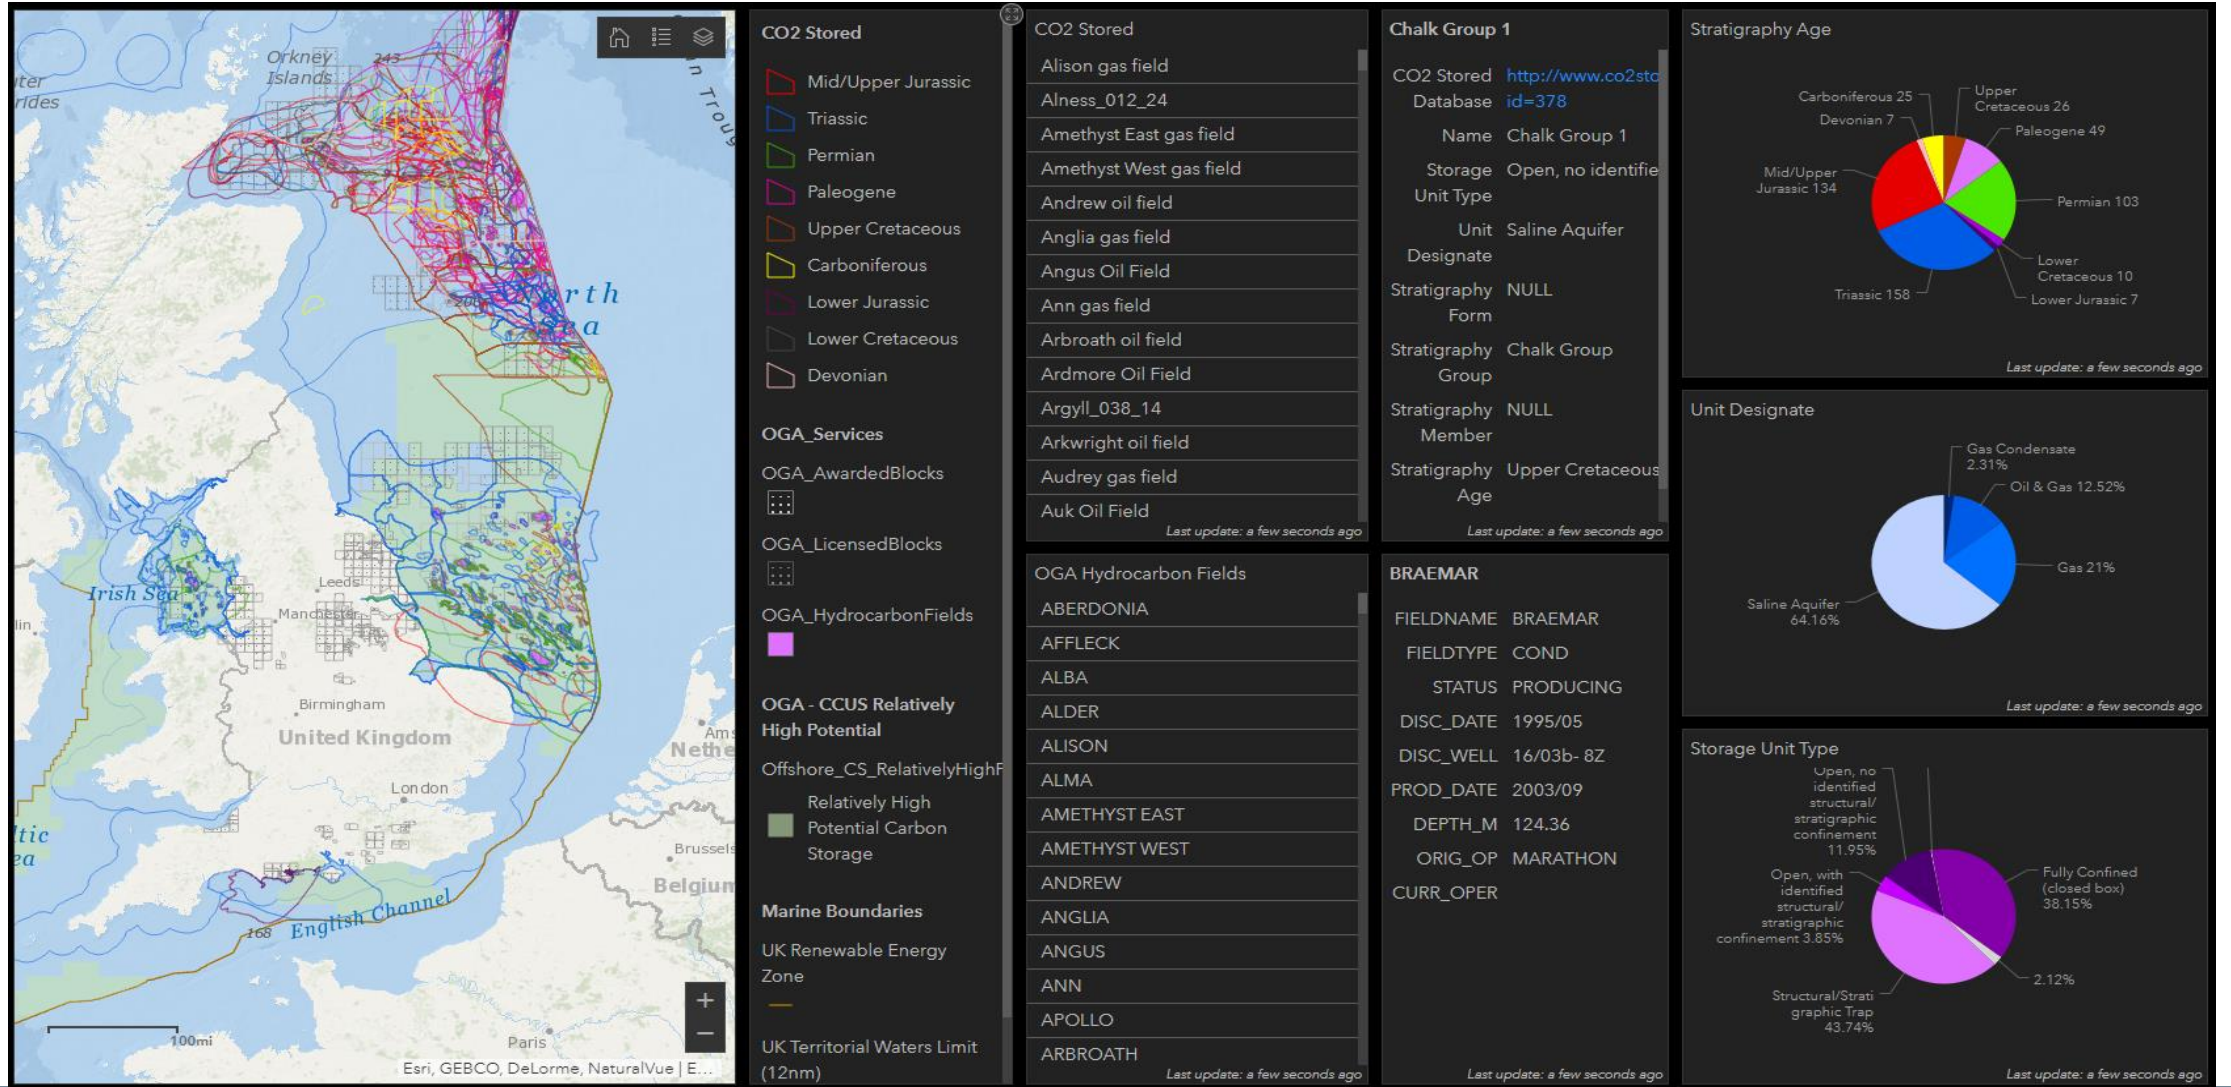 Orkney
Islands
243
uter
rides
n Troug
North
Sea
200
Irish Sea
Leeds
Manchester
lin
Birmingham
United Kingdom
London
Ams
Nethe
Brussels
Belgium
ltic
ea
English Channel
168
Paris
100mi
Esri, GEBCO, DeLorme, NaturalVue | E...
+
−
CO2 Stored
Mid/Upper Jurassic
Triassic
Permian
Paleogene
Upper Cretaceous
Carboniferous
Lower Jurassic
Lower Cretaceous
Devonian
OGA_Services
OGA_AwardedBlocks
OGA_LicensedBlocks
OGA_HydrocarbonFields
OGA - CCUS Relatively
High Potential
Offshore_CS_RelativelyHighF
Relatively High
Potential Carbon
Storage
Marine Boundaries
UK Renewable Energy
Zone
UK Territorial Waters Limit
(12nm)
CO2 Stored
Alison gas field
Alness_012_24
Amethyst East gas field
Amethyst West gas field
Andrew oil field
Anglia gas field
Angus Oil Field
Ann gas field
Arbroath oil field
Ardmore Oil Field
Argyll_038_14
Arkwright oil field
Audrey gas field
Auk Oil Field
Last update: a few seconds ago
OGA Hydrocarbon Fields
ABERDONIA
AFFLECK
ALBA
ALDER
ALISON
ALMA
AMETHYST EAST
AMETHYST WEST
ANDREW
ANGLIA
ANGUS
ANN
APOLLO
ARBROATH
Last update: a few seconds ago
Chalk Group 1
CO2 Stored http://www.co2sto
Database id=378
Name Chalk Group 1
Storage Open, no identifie
Unit Type
Unit Saline Aquifer
Designate
Stratigraphy NULL
Form
Stratigraphy Chalk Group
Group
Stratigraphy NULL
Member
Stratigraphy Upper Cretaceous
Age
Last update: a few seconds ago
BRAEMAR
FIELDNAME BRAEMAR
FIELDTYPE COND
STATUS PRODUCING
DISC_DATE 1995/05
DISC_WELL 16/03b- 8Z
PROD_DATE 2003/09
DEPTH_M 124.36
ORIG_OP MARATHON
CURR_OPER
Last update: a few seconds ago
Stratigraphy Age
Carboniferous 25
Devonian 7
Mid/Upper
Jurassic 134
Triassic 158
Upper
Cretaceous 26
Paleogene 49
Permian 103
Lower
Cretaceous 10
Lower Jurassic 7
Last update: a few seconds ago
Unit Designate
Gas Condensate
2.31%
Oil & Gas 12.52%
Gas 21%
Saline Aquifer
64.16%
Last update: a few seconds ago
Storage Unit Type
Open, no
identified
structural/
stratigraphic
confinement
11.95%
Open, with
identified
structural/
stratigraphic
confinement 3.85%
Structural/Strati
graphic Trap
43.74%
Fully Confined
(closed box)
38.15%
2.12%
Last update: a few seconds ago